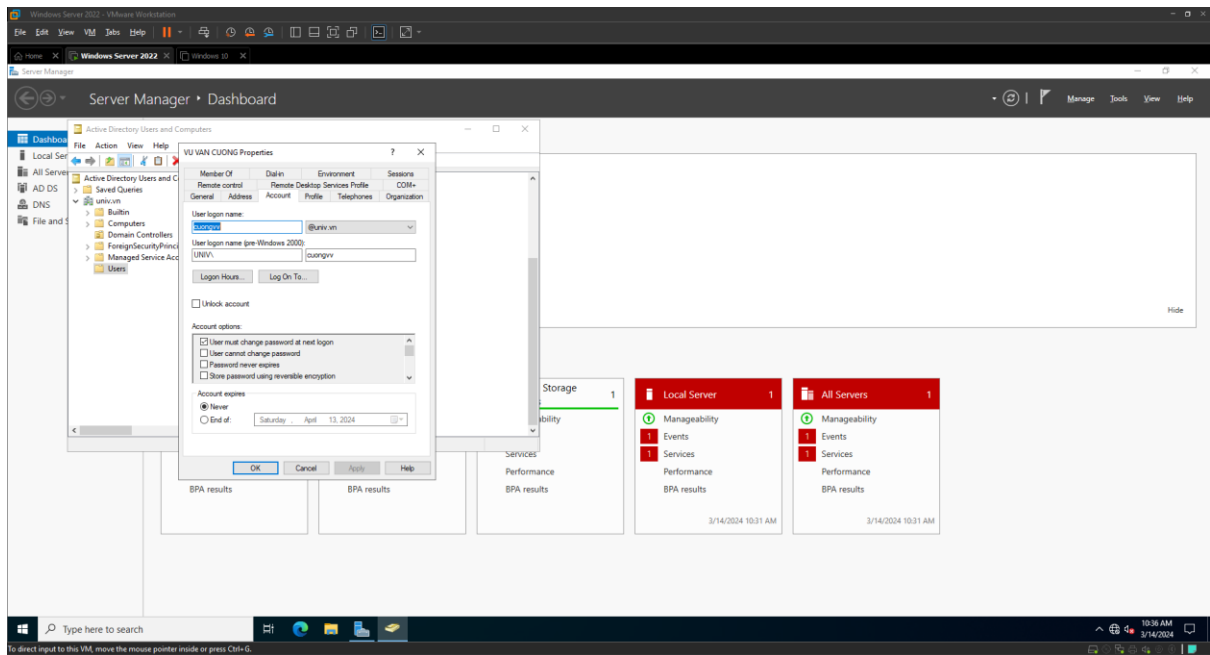 Windows Server 2022 - VMware Workstation
File Edit View VM Tabs Help
Home Windows Server 2022 Windows 10
Server Manager
Server Manager • Dashboard
Manage Tools View Help
Dashboa
Local Ser
All Server
AD DS
DNS
File and S
Active Directory Users and Computers
File Action View Help
Active Directory Users and C
Saved Queries
univ.vn
Builtin
Computers
Domain Controllers
ForeignSecurityPrinci
Managed Service Acc
Users
VU VAN CUONG Properties
Member Of Dial-in Environment Sessions
Remote control Remote Desktop Services Profile COM+
General Address Account Profile Telephones Organization
User logon name:
cuongvv @univ.vn
User logon name (pre-Windows 2000):
UNIV\ cuongvv
Logon Hours... Log On To...
Unlock account
Account options:
User must change password at next logon
User cannot change password
Password never expires
Store password using reversible encryption
Account expires
Never
End of: Saturday , April 13, 2024
OK Cancel Apply Help
Hide
BPA results
BPA results
Storage 1
ability
Services
Performance
BPA results
Local Server 1
Manageability
1 Events
1 Services
Performance
BPA results
3/14/2024 10:31 AM
All Servers 1
Manageability
1 Events
1 Services
Performance
BPA results
3/14/2024 10:31 AM
Type here to search
10:36 AM
3/14/2024
To direct input to this VM, move the mouse pointer inside or press Ctrl+G.